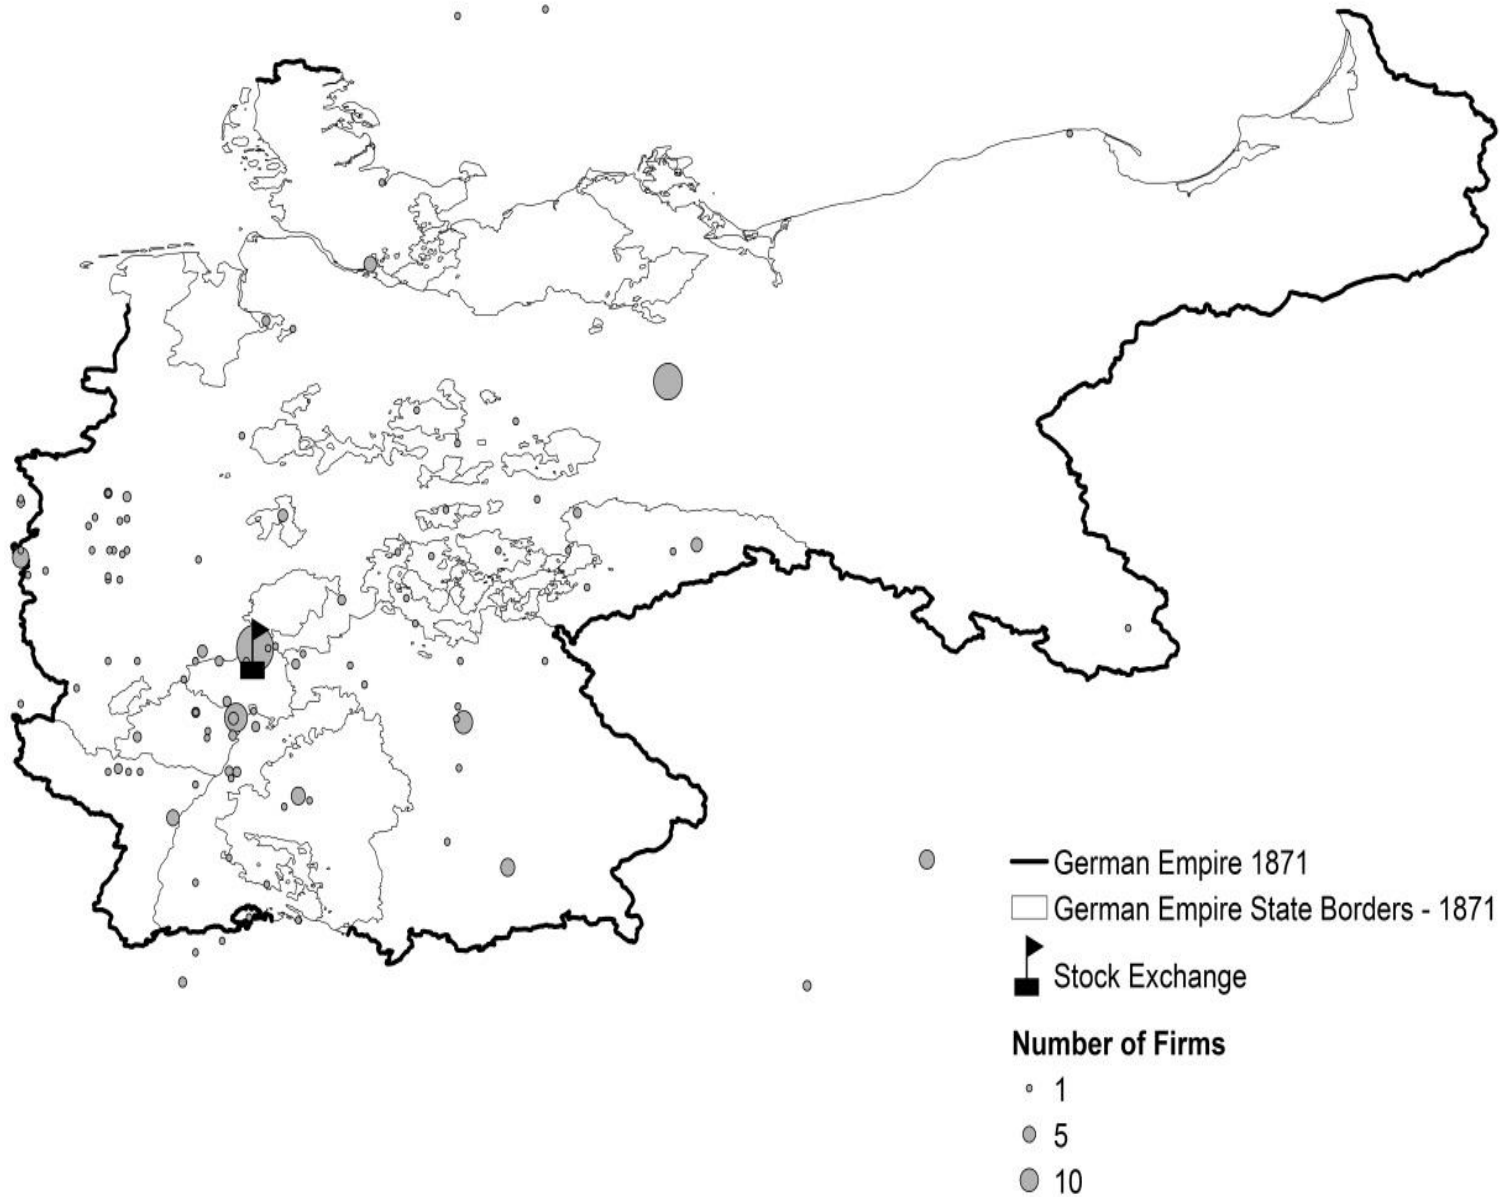 German Empire 1871
German Empire State Borders - 1871
Stock Exchange
Number of Firms
1
5
10